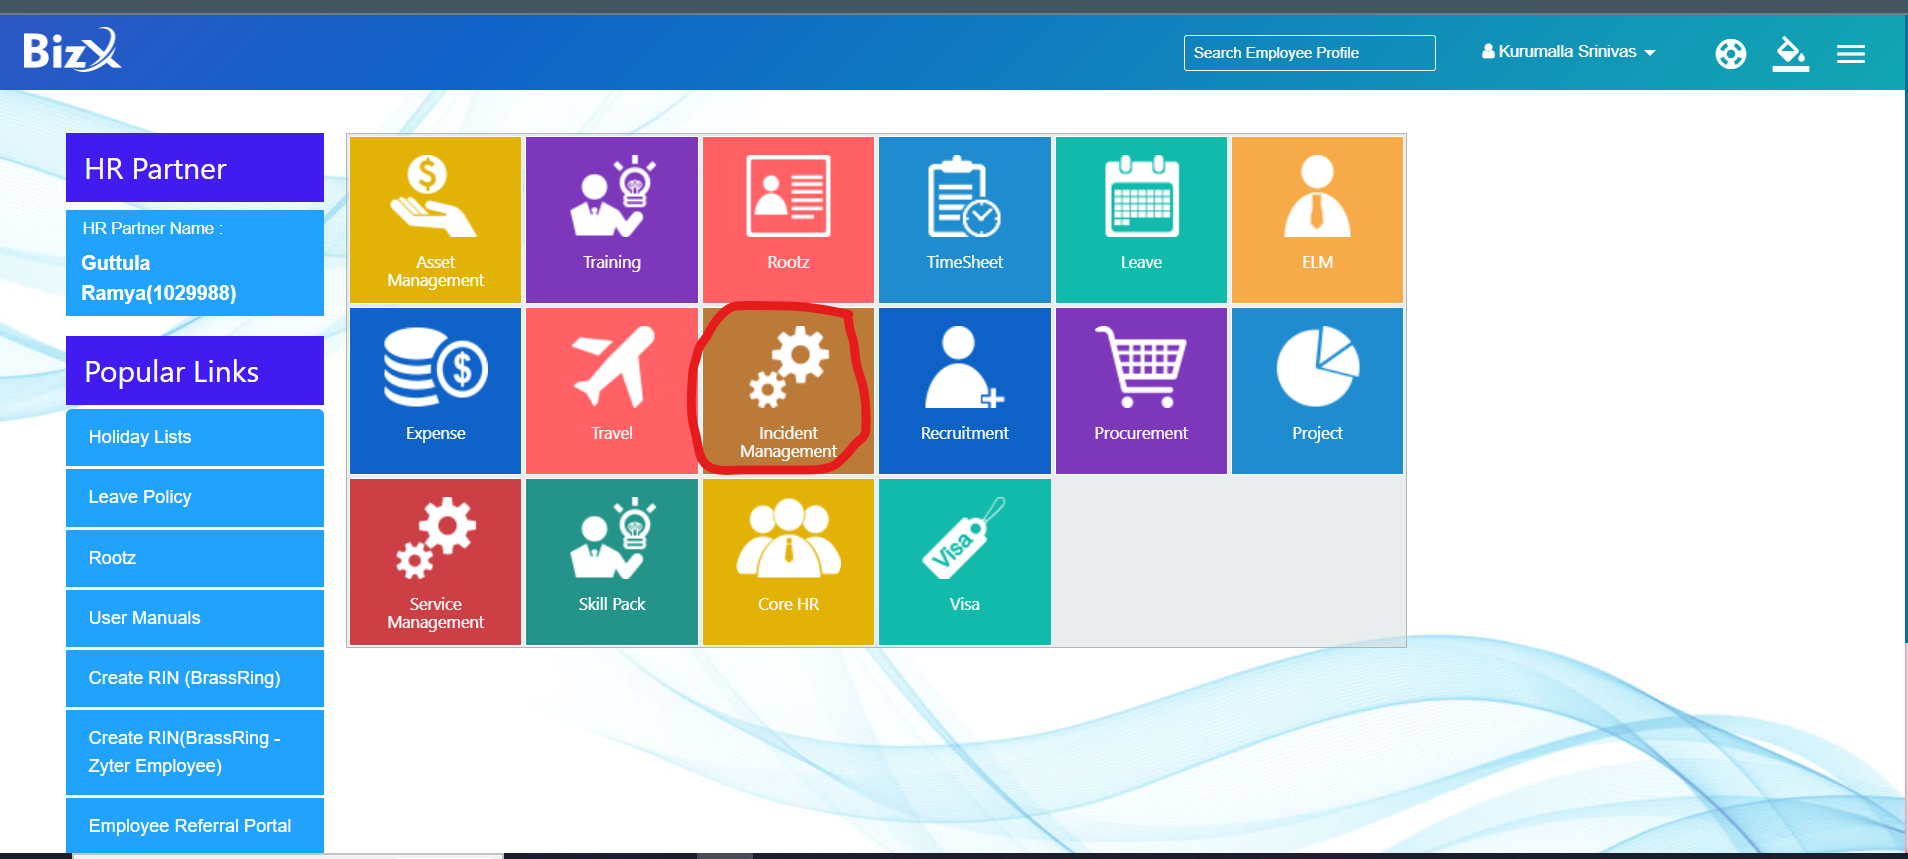 BizX
Search Employee Profile
Kurumalla Srinivas
HR Partner
HR Partner Name :
Guttula
Ramya(1029988)
Popular Links
Holiday Lists
Leave Policy
Rootz
User Manuals
Create RIN (BrassRing)
Create RIN(BrassRing -
Zyter Employee)
Employee Referral Portal
Asset
Management
Training
Rootz
TimeSheet
Leave
ELM
Expense
Travel
Incident
Management
Recruitment
Procurement
Project
Service
Management
Skill Pack
Core HR
Visa
Visa